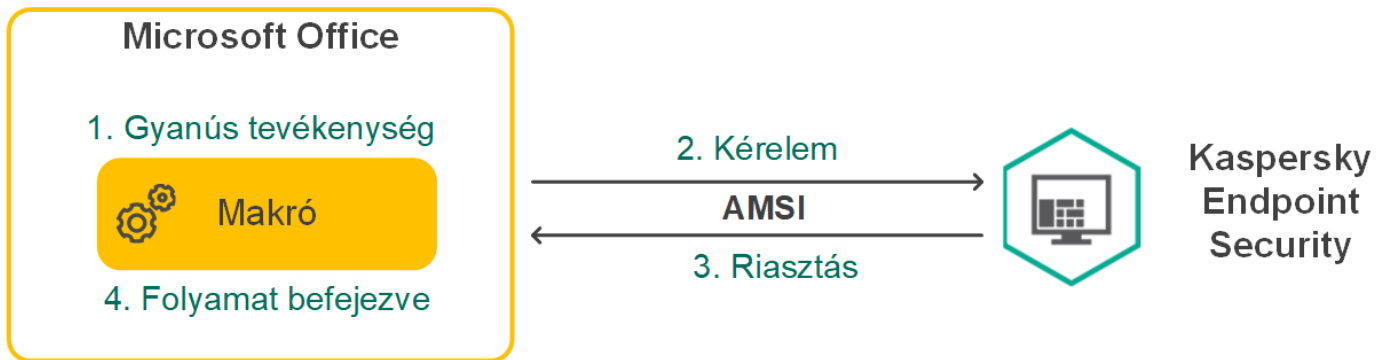 Microsoft Office
1. Gyanús tevékenység
Makró
4. Folyamat befejezve
2. Kérelem
AMSI
3. Riasztás
Kaspersky
Endpoint
Security